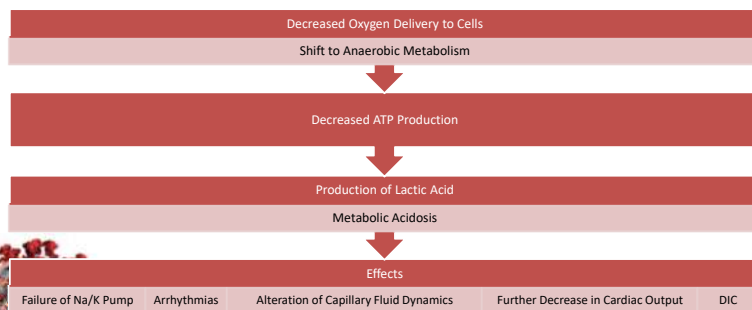 Decreased Oxygen Delivery to Cells
Shift to Anaerobic Metabolism
Decreased ATP Production
Production of Lactic Acid
Metabolic Acidosis
Effects
Failure of Na/K Pump Arrhythmias Alteration of Capillary Fluid Dynamics Further Decrease in Cardiac Output DIC